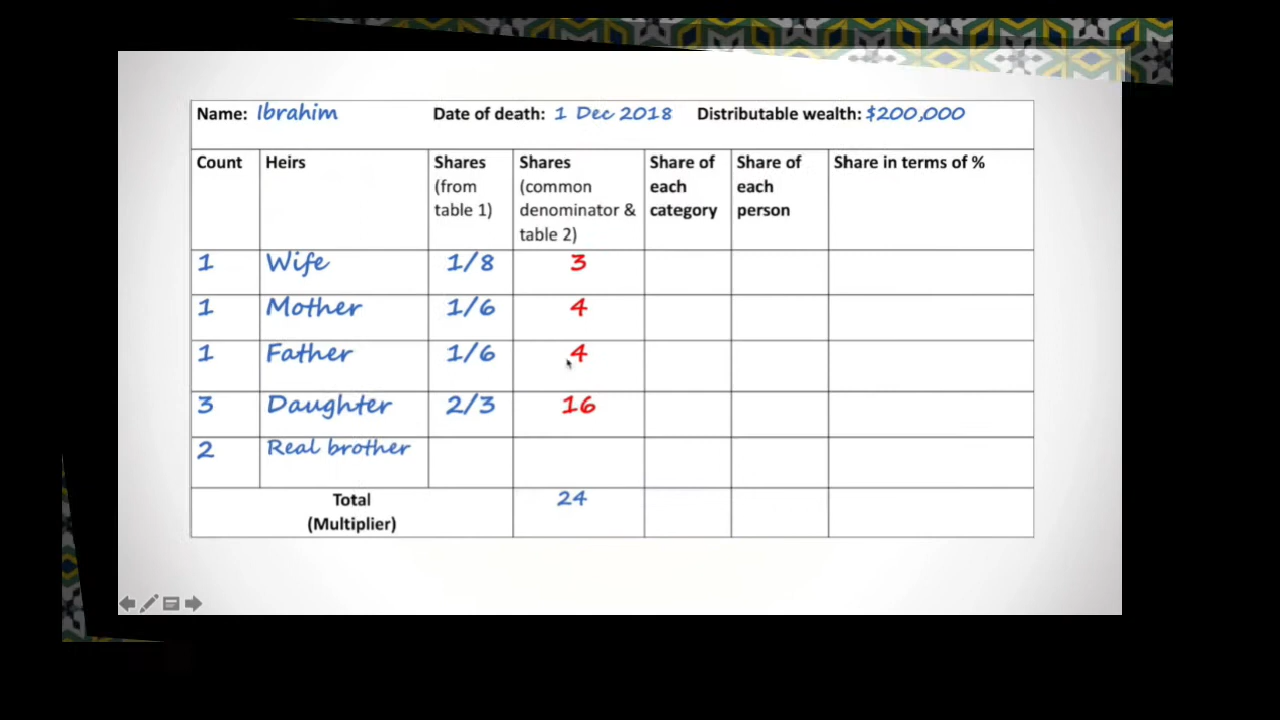 Name: Ibrahim Date of death: 1 Dec 2018 Distributable wealth: $200,000
Count Heirs Shares (from table 1) Shares (common denominator & table 2) Share of each category Share of each person Share in terms of %
1 Wife 1/8 3
1 Mother 1/6 4
1 Father 1/6 4
3 Daughter 2/3 16
2 Real brother
Total (Multiplier) 24